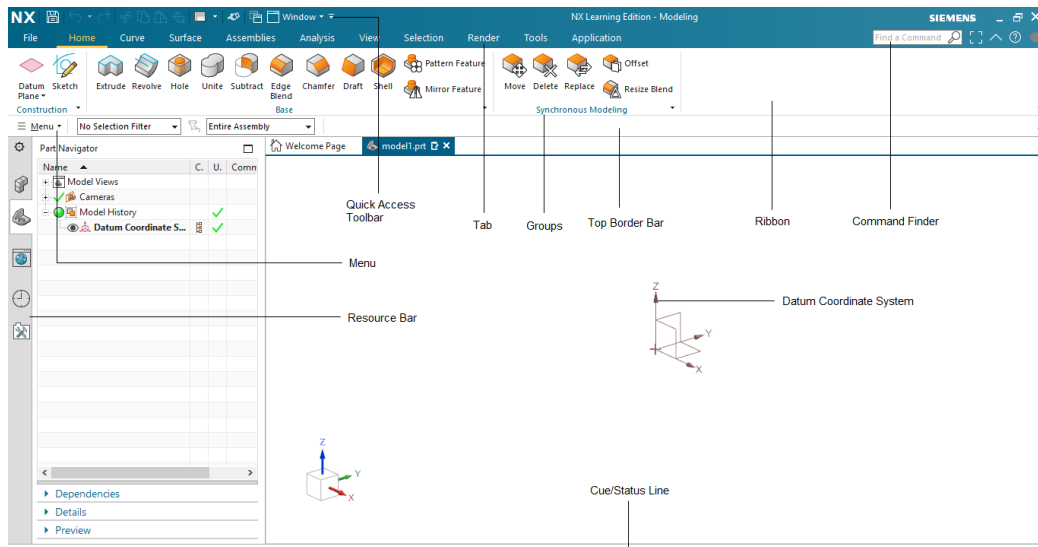 NX Window NX Learning Edition - Modeling SIEMENS
File Home Curve Surface Assemblies Analysis View Selection Render Tools Application Find a Command
Datum Plane Sketch Extrude Revolve Hole Unite Subtract Edge Blend Chamfer Draft Shell Pattern Feature Mirror Feature Move Delete Replace Offset Resize Blend
Construction Base Synchronous Modeling
Menu No Selection Filter Entire Assembly
Part Navigator Welcome Page model1.prt
Name C. U. Comn
Model Views
Cameras
Model History
Datum Coordinate S...
Quick Access
Toolbar
Tab Groups Top Border Bar Ribbon Command Finder
Menu
Resource Bar
Datum Coordinate System
Z
Y
X
Z
Y
X
Cue/Status Line
Dependencies
Details
Preview